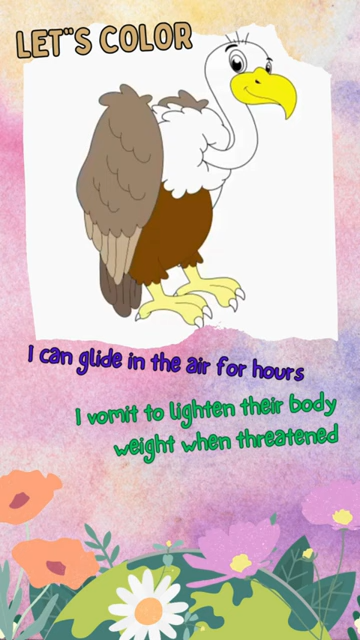 LET"S COLOR
I can glide in the air for hours
I vomit to lighten their body
weight when threatened